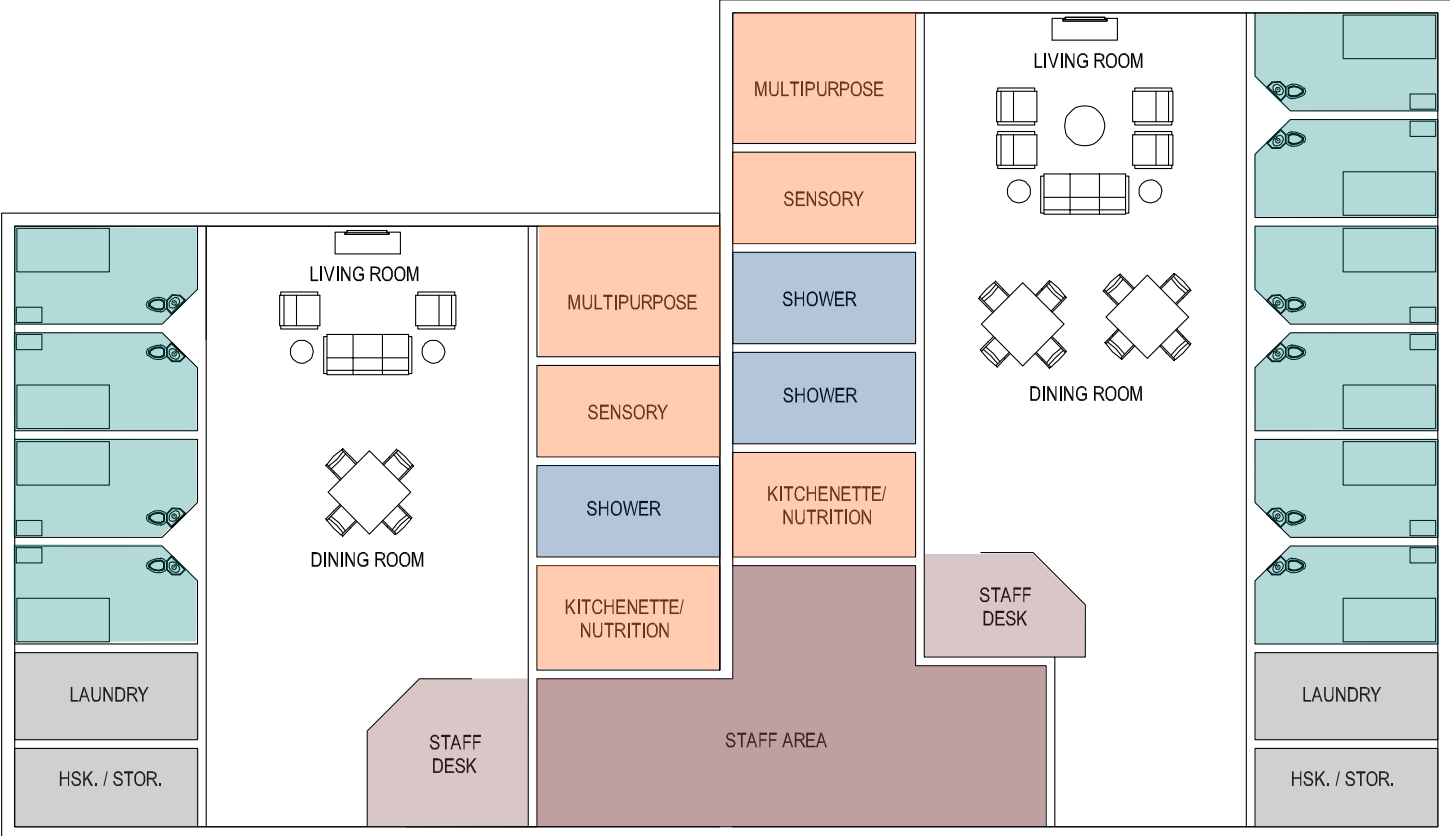 LIVING ROOM
MULTIPURPOSE
SENSORY
SHOWER
SHOWER
KITCHENETTE/
NUTRITION
DINING ROOM
STAFF
DESK
LAUNDRY
HSK. / STOR.
LIVING ROOM
MULTIPURPOSE
SENSORY
SHOWER
KITCHENETTE/
NUTRITION
DINING ROOM
STAFF
DESK
LAUNDRY
HSK. / STOR.
STAFF AREA